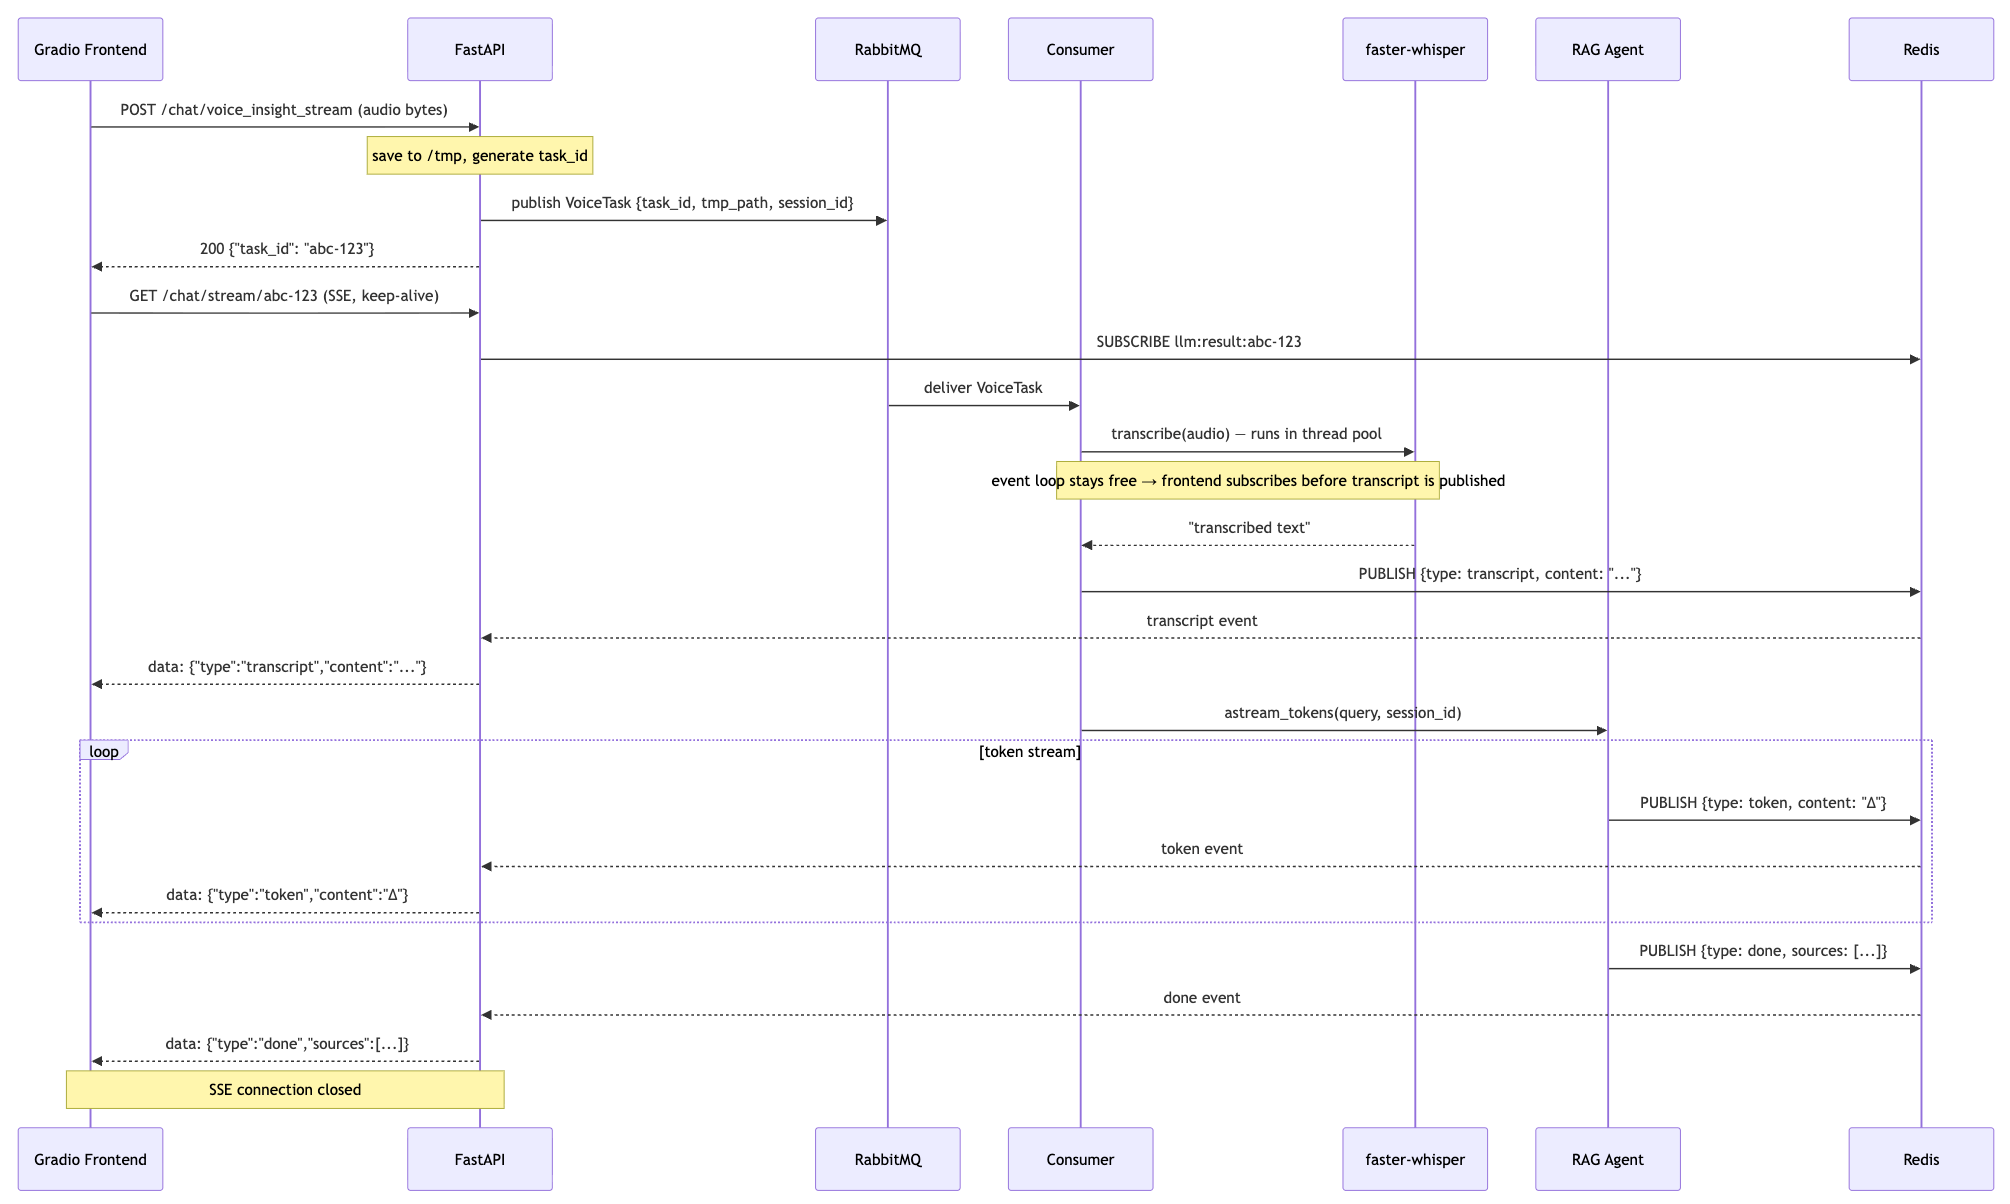 Gradio Frontend
FastAPI
RabbitMQ
Consumer
faster-whisper
RAG Agent
Redis
POST /chat/voice_insight_stream (audio bytes)
save to /tmp, generate task_id
publish VoiceTask {task_id, tmp_path, session_id}
200 {"task_id": "abc-123"}
GET /chat/stream/abc-123 (SSE, keep-alive)
SUBSCRIBE llm:result:abc-123
deliver VoiceTask
transcribe(audio) — runs in thread pool
event loop stays free → frontend subscribes before transcript is published
"transcribed text"
PUBLISH {type: transcript, content: "..."}
transcript event
data: {"type":"transcript","content":"..."}
astream_tokens(query, session_id)
loop
[token stream]
PUBLISH {type: token, content: "Δ"}
token event
data: {"type":"token","content":"Δ"}
PUBLISH {type: done, sources: [...]}
done event
data: {"type":"done","sources":[...]}
SSE connection closed
Gradio Frontend
FastAPI
RabbitMQ
Consumer
faster-whisper
RAG Agent
Redis